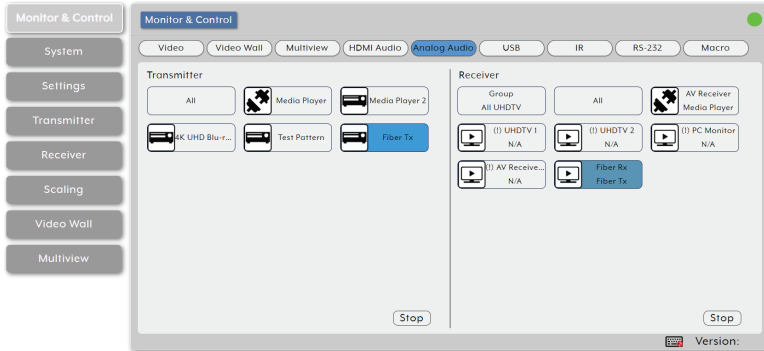 Monitor & Control
System
Settings
Transmitter
Receiver
Scaling
Video Wall
Multiview
Monitor & Control
Video
Video Wall
Multiview
HDMI Audio
Analog Audio
USB
IR
RS-232
Macro
Transmitter
All
Media Player
Media Player 2
4K UHD Blu-r...
Test Pattern
Fiber Tx
Stop
Receiver
Group
All UHDTV
All
AV Receiver
Media Player
(!) UHDTV 1
N/A
(!) UHDTV 2
N/A
(!) PC Monitor
N/A
(!) AV Receive...
N/A
Fiber Rx
Fiber Tx
Stop
Version: